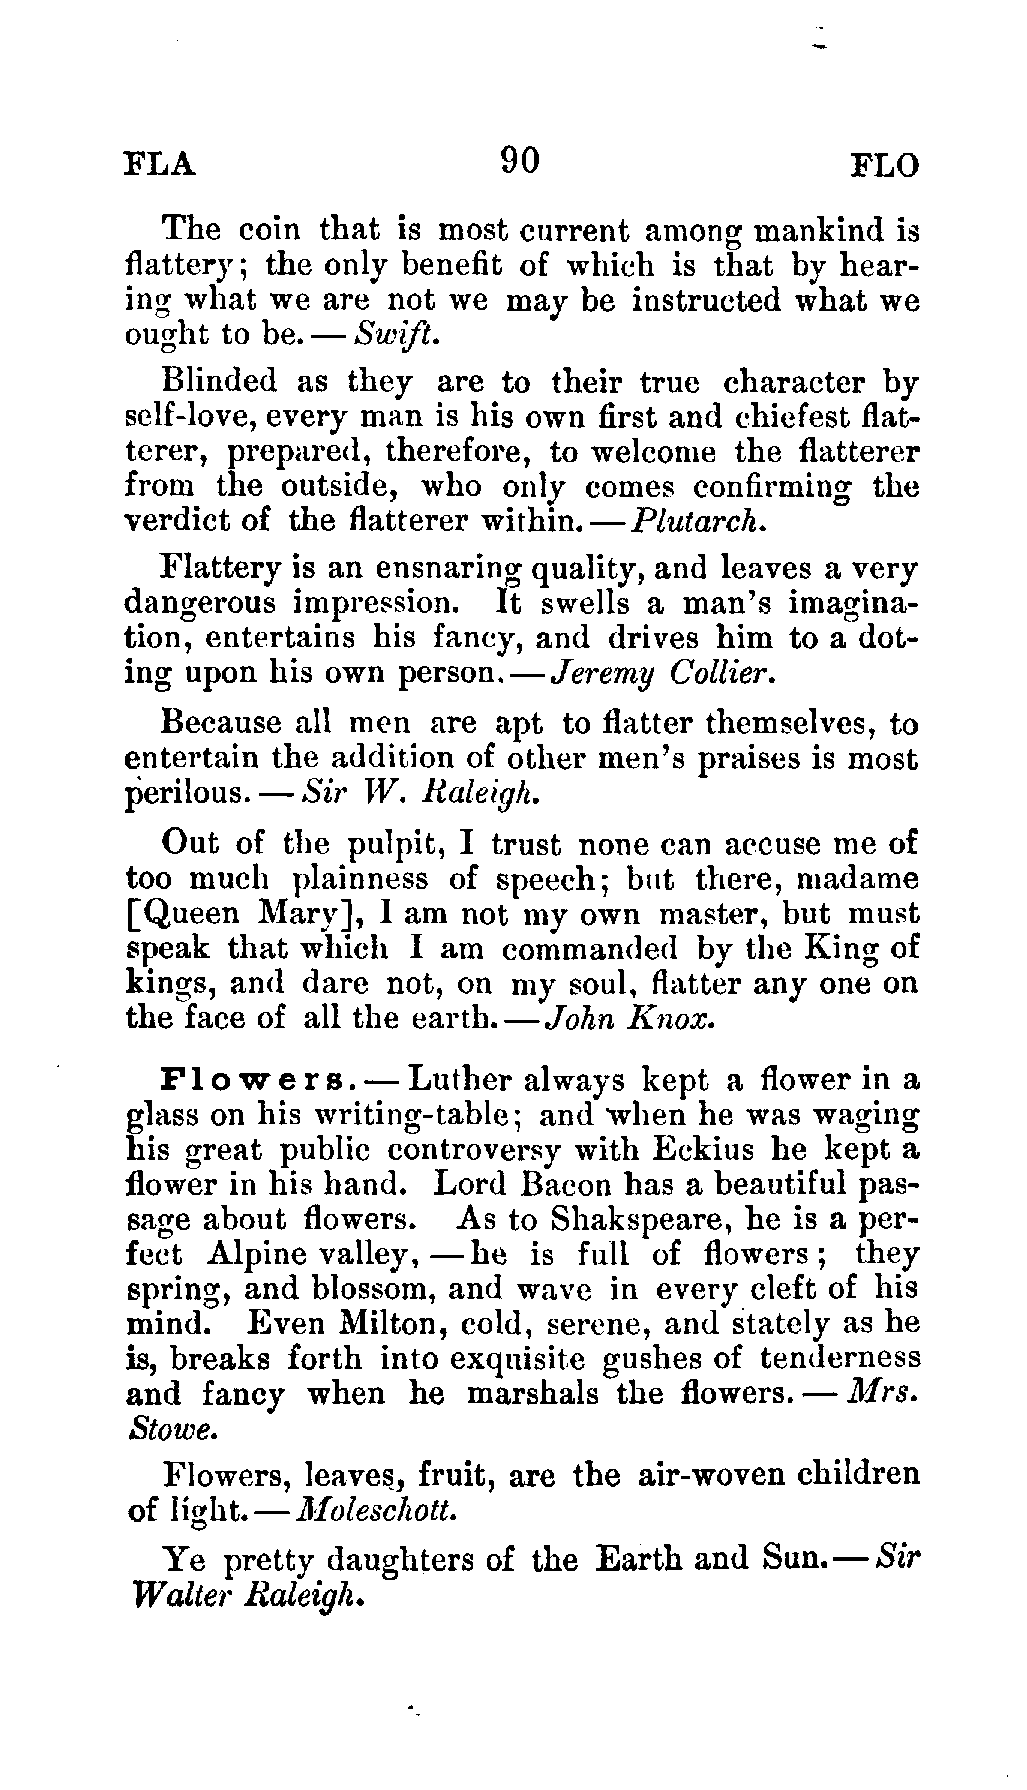 FLA 90 FLO
The coin that is most current among mankind is
flattery; the only benefit of which is that by hear-
ing what we are not we may be instructed what we
ought to be. — Swift.
Blinded as they are to their true character by
self-love, every man is his own first and chiefest flat-
terer, prepared, therefore, to welcome the flatterer
from the outside, who only comes confirming the
verdict of the flatterer within. — Plutarch.
Flattery is an ensnaring quality, and leaves a very
dangerous impression. It swells a man's imagina-
tion, entertains his fancy, and drives him to a dot-
ing upon his own person. — Jeremy Collier.
Because all men are apt to flatter themselves, to
entertain the addition of other men's praises is most
perilous. — Sir W. Raleigh.
Out of the pulpit, I trust none can accuse me of
too much plainness of speech; but there, madame
[Queen Mary], I am not my own master, but must
speak that which I am commanded by the King of
kings, and dare not, on my soul, flatter any one on
the face of all the earth. — John Knox.
Flowers. — Luther always kept a flower in a
glass on his writing-table; and when he was waging
his great public controversy with Eckius he kept a
flower in his hand. Lord Bacon has a beautiful pas-
sage about flowers. As to Shakspeare, he is a per-
fect Alpine valley, — he is full of flowers; they
spring, and blossom, and wave in every cleft of his
mind. Even Milton, cold, serene, and stately as he
is, breaks forth into exquisite gushes of tenderness
and fancy when he marshals the flowers. — Mrs.
Stowe.
Flowers, leaves, fruit, are the air-woven children
of light. — Moleschott.
Ye pretty daughters of the Earth and Sun. — Sir
Walter Raleigh.